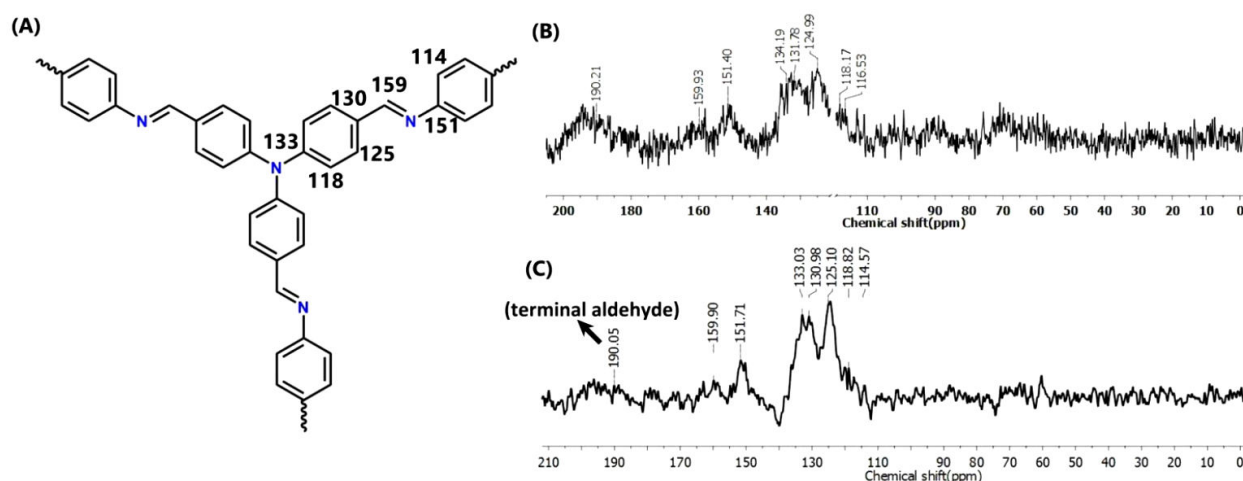 (A)
114
159
130
151
N
133
125
N
118
N
N
(B)
190.21
159.93
151.40
134.19
131.78
124.99
118.17
116.53
200 180 160 140 110 90 80 70 60 50 40 30 20 10 0
Chemical shift(ppm)
(C)
(terminal aldehyde)
190.05
159.90
151.71
133.03
130.98
125.10
118.82
114.57
210 190 170 150 130 110 90 80 70 60 50 40 30 20 10 0
Chemical shift(ppm)